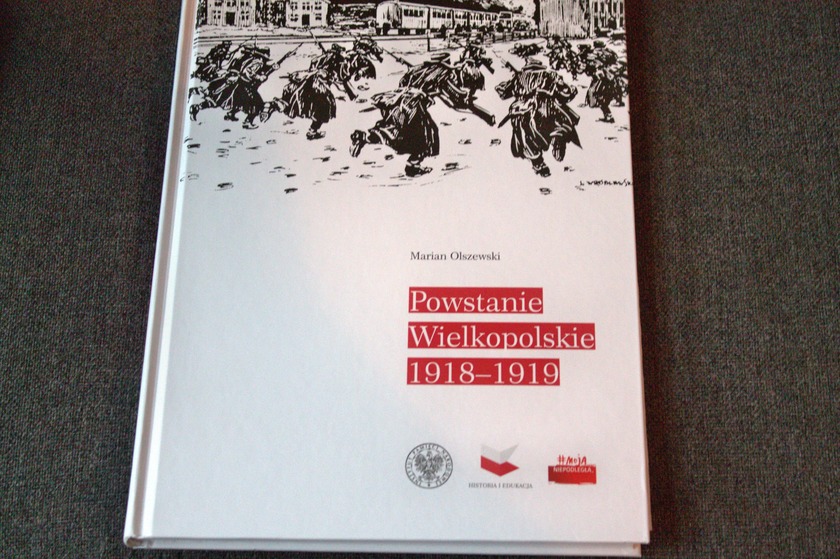 Marian Olszewski
Powstanie
Wielkopolskie
1918–1919
HISTORIA I EDUKACJA
#MOJA
NIEPODLEGŁA